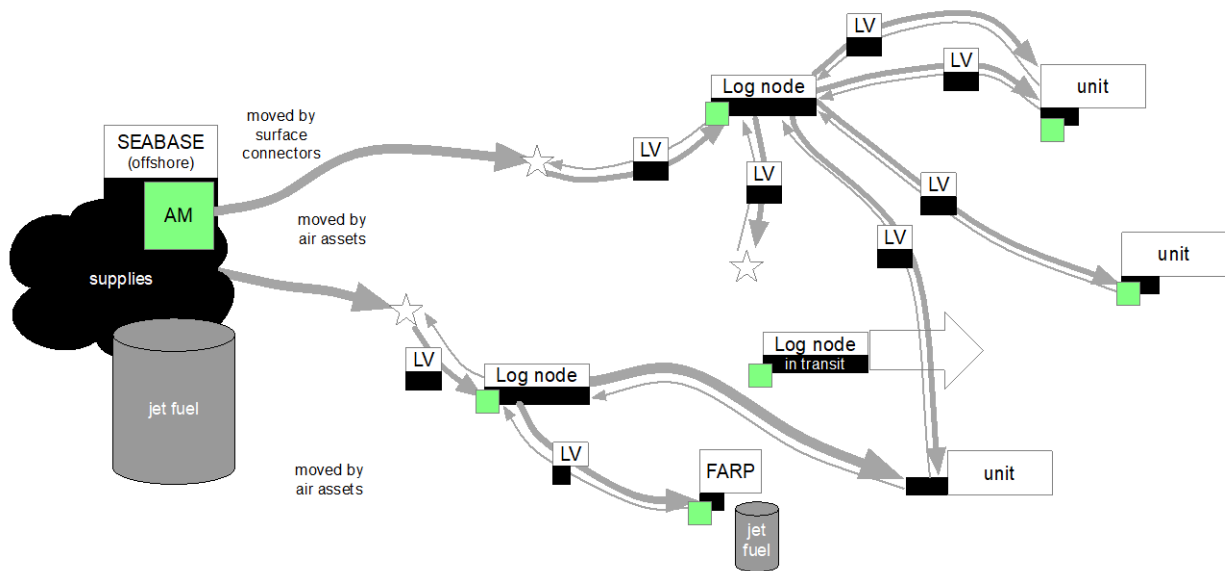 SEABASE
(offshore)
AM
supplies
jet fuel
moved by
surface
connectors
moved by
air assets
moved by
air assets
LV
Log node
LV
LV
unit
LV
LV
unit
LV
LV
Log node
LV
Log node
in transit
unit
FARP
jet
fuel